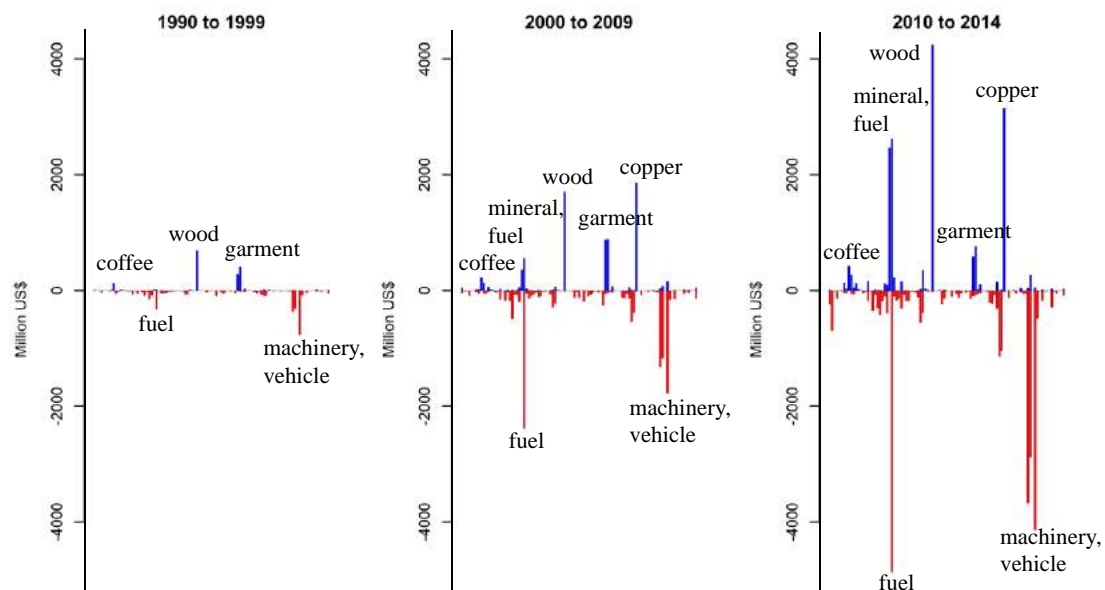 1990 to 1999
Million US$
4000
2000
0
-2000
-4000
coffee
wood
garment
fuel
machinery,
vehicle
2000 to 2009
Million US$
4000
2000
0
-2000
-4000
coffee
mineral,
fuel
wood
garment
copper
fuel
machinery,
vehicle
2010 to 2014
Million US$
4000
2000
0
-2000
-4000
coffee
mineral,
fuel
wood
garment
copper
fuel
machinery,
vehicle